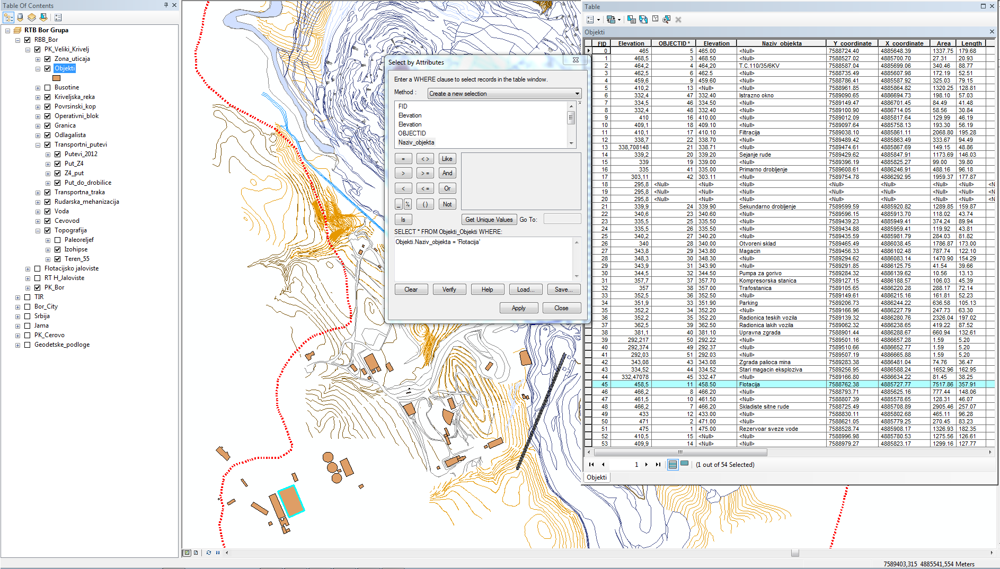 Table Of Contents
RTB Bor Grupa
RBB_Bor
PK_Veliki_Krivelj
Zona_uticaja
Objekti
Busotine
Kriveljska_reka
Povrsinski_kop
Operativni_blok
Granica
Odlagalista
Transportni_putevi
Putevi_2012
Put_Z4
Z4_put
Put_do_drobilice
Transportna_traka
Rudarska_mehanizacija
Voda
Cevovod
Topografija
Paleoreljef
Izohipse
Teren_55
Flotacijsko jaloviste
RT H_Jaloviste
PK_Bor
TIR
Bor_City
Srbija
Jama
PK_Cerovo
Geodetske_podloge
Select by Attributes
Enter a WHERE clause to select records in the table window.
Method : Create a new selection
FID
Elevation
Elevation
OBJECTID
Naziv_objekta
= < > Like
> > = And
< < = Or
_ % ( ) Not
Is Get Unique Values Go To:
SELECT * FROM Objekti_Objekti WHERE:
Objekti.Naziv_objekta = 'Flotacija'
Clear Verify Help Load... Save...
Apply Close
Table
Objekti
FID Elevation OBJECTID * Elevation Naziv objekta Y coordinate X coordinate Area Length
0 465 5 465.00 <Null> 7588724.40 4885648.39 1337.75 179.68
1 468,5 3 468.50 <Null> 7588527.02 4885700.70 27.31 20.93
2 464,2 4 464,20 T.C.110/35/6KV 7588587.04 4885699.06 340.46 88.77
3 462,5 6 462.5 <Null> 7588735.49 4885607.98 172.19 52.51
4 459,6 9 459.60 <Null> 7588786.41 4885587.92 325.03 79.15
5 410,2 13 <Null> <Null> 7588961.85 4885864.82 1320.25 128.81
6 332,4 47 332.40 Istrazno okno 7589090.65 4886694.73 198.10 57.03
7 334,5 46 334.50 <Null> 7589149.47 4886701.45 84.49 41.48
8 332,4 48 332.40 <Null> 7589100.90 4886714.05 58.56 30.84
9 410 16 410.00 <Null> 7589012.09 4885817.64 129.99 46.19
10 409,1 18 409.10 <Null> 7589097.64 4885758.13 193.30 56.19
11 410,1 17 410.10 Filtracija 7589038.10 4885861.11 2068.80 195.28
12 338,7 22 338.70 <Null> 7589489.42 4885863.49 333.67 94.49
13 338,708148 21 338.71 <Null> 7589474.61 4885867.69 149.15 48.86
14 339,2 20 339.20 Sejanje rude 7589429.62 4885847.91 1173.69 146.03
15 339 19 339.00 <Null> 7589396.19 4885825.27 99.00 39.80
16 335 41 335.00 Primarno drobljenje 7589608.61 4886246.91 488.16 96.18
17 303,11 42 303.11 <Null> 7589754.78 4886292.95 1959.37 177.87
18 295,8 <Null> <Null> <Null> <Null> <Null> <Null> <Null> <N
19 295,8 <Null> <Null> <Null> <Null> <Null> <Null> <Null> <N
20 295,8 <Null> <Null> <Null> <Null> <Null> <Null> <Null> <N
21 339,9 24 339.90 Sekundarno drobljenje 7589599.59 4885920.82 1289.85 159.87
22 340,6 23 340.60 <Null> 7589596.15 4885913.70 118.02 43.74
23 335,5 25 335.50 <Null> 7589439.23 4885949.41 374.24 89.94
24 335,5 26 335.50 <Null> 7589434.88 4885959.41 119.92 43.81
25 340,2 27 340.20 <Null> 7589435.59 4885981.79 284.03 81.82
26 340 28 340.00 Otvoreni sklad 7589465.49 4886038.45 1786.87 173.00
27 343,8 29 343.80 Magacin 7589456.33 4886102.48 787.74 122.10
28 348,3 30 348.30 <Null> 7589294.62 4886083.14 1470.90 154.29
29 343,9 31 343.90 <Null> 7589291.85 4886125.75 41.54 39.66
30 344,5 32 344.50 Pumpa za gorivo 7589284.32 4886139.62 10.56 13.13
31 357,7 37 357.70 Kompresorska stanica 7589127.15 4886188.57 106.03 45.39
32 357 38 357.00 Trafostanica 7589105.65 4886220.28 288.17 72.14
33 352,5 36 352.50 <Null> 7589149.61 4886215.16 161.81 52.23
34 351,9 33 351.90 Parking 7589206.73 4886244.22 636.58 105.13
35 352,2 34 352.20 <Null> 7589166.96 4886227.79 247.73 63.30
36 352,2 35 352.20 Radionica teskih vozila 7589139.32 4886280.76 2326.04 197.02
37 362,5 39 362.50 Radionica lakih vozila 7589062.32 4886238.65 419.22 87.52
38 381,1 40 381.10 Upravna zgrada 7588901.44 4886288.67 660.94 132.61
39 292,217 50 292.22 <Null> 7589501.16 4886657.28 1.59 5.20
40 292,374 49 292.37 <Null> 7589510.66 4886652.77 1.59 5.20
41 292,03 51 292.03 <Null> 7589507.19 4886665.88 1.59 5.20
42 343,08 43 343.08 Zgrada palioca mina 7589283.38 4886481.04 74.76 36.47
43 334,52 44 334.52 Stari magacin eksploziva 7589256.95 4886588.24 1652.96 162.95
44 332,47078 45 332.47 <Null> 7589166.80 4886634.22 81.45 38.25
45 458,5 11 458.50 Flotacija 7588762.38 4885727.77 7517.86 357.91
46 466,2 8 466.20 <Null> 7588793.71 4885625.16 777.44 148.06
47 461,5 10 461.50 <Null> 7588807.39 4885578.65 128.31 46.07
48 466,2 7 466.20 Skladiste sitne rude 7588725.49 4885708.89 2905.46 257.07
49 433 12 433.00 <Null> 7588830.11 4885802.68 465.11 96.28
50 471 2 471.00 <Null> 7588621.05 4885779.25 270.45 83.23
51 475 1 475.00 Rezervoar sveze vode 7588528.74 4885908.17 1326.93 182.35
52 410,5 15 <Null> <Null> 7588996.98 4885780.53 1275.56 126.61
53 409,9 14 <Null> <Null> 7588979.27 4885823.17 1299.16 127.77
1 (1 out of 54 Selected)
Objekti
7589403,315 4885541,554 Meters